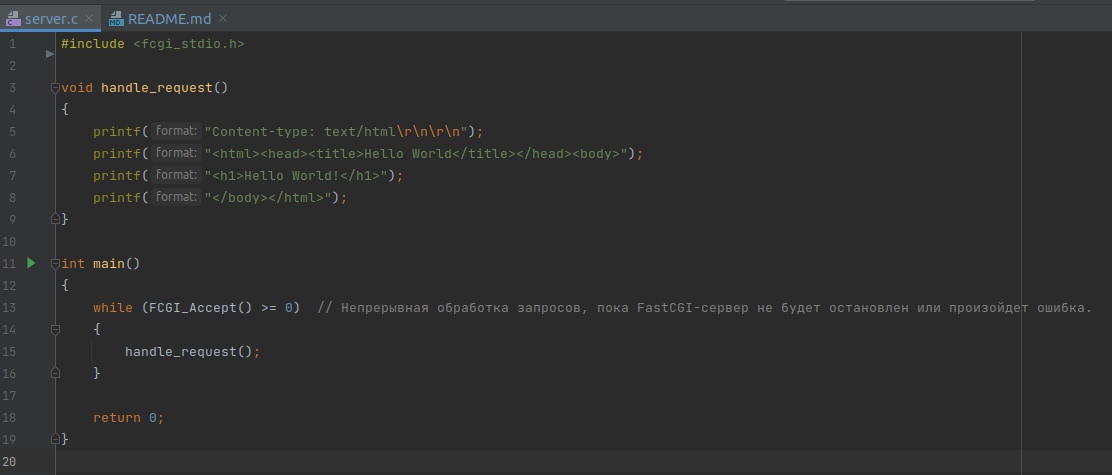 server.c README.md
1 #include <fcgi_stdio.h>
2
3 void handle_request()
4 {
5 printf( format: "Content-type: text/html\r\n\r\n");
6 printf( format: "<html><head><title>Hello World</title></head><body>");
7 printf( format: "<h1>Hello World!</h1>");
8 printf( format: "</body></html>");
9 }
10
11 int main()
12 {
13 while (FCGI_Accept() >= 0)  // Непрерывная обработка запросов, пока FastCGI-сервер не будет остановлен или произойдет ошибка.
14 {
15 handle_request();
16 }
17
18 return 0;
19 }
20